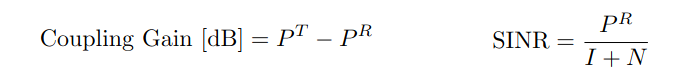 Coupling Gain [dB] = P^T − P^R
SINR = P^R / (I + N)